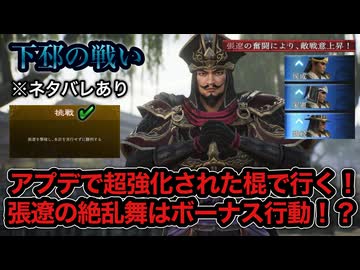 張遼の奮闘により、敵戦意上昇！
下邳の戦い
※ネタバレあり
挑戦
アプデで超強化された棍で行く！
張遼の絶乱舞はボーナス行動！？